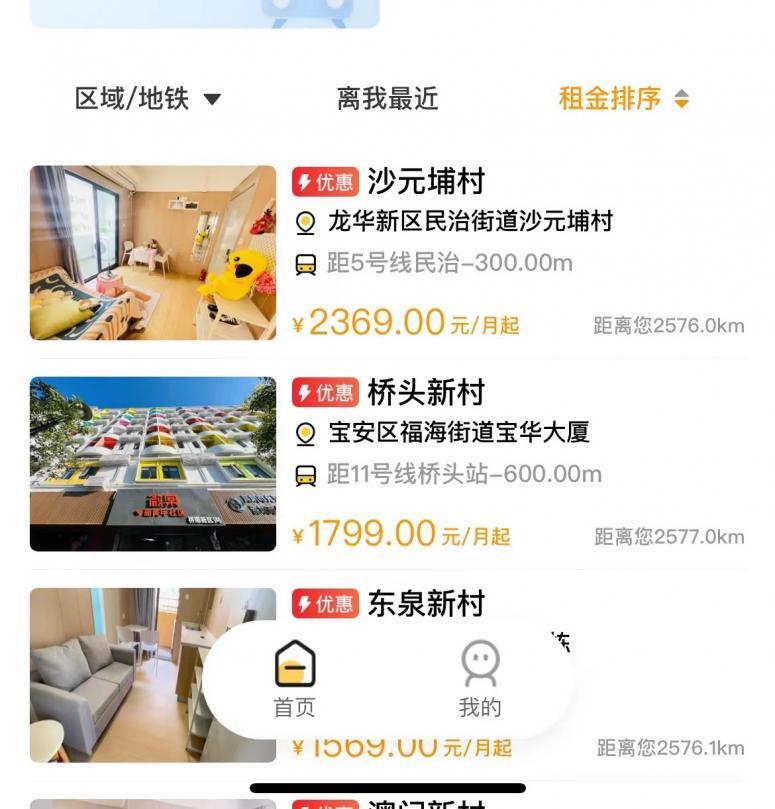 区域/地铁
离我最近
租金排序
优惠 沙元埔村
龙华新区民治街道沙元埔村
距5号线民治-300.00m
¥2369.00元/月起 距离您2576.0km
优惠 桥头新村
宝安区福海街道宝华大厦
距11号线桥头站-600.00m
¥1799.00元/月起 距离您2577.0km
优惠 东泉新村
栋
¥1569.00元/月起 距离您2576.1km
首页
我的